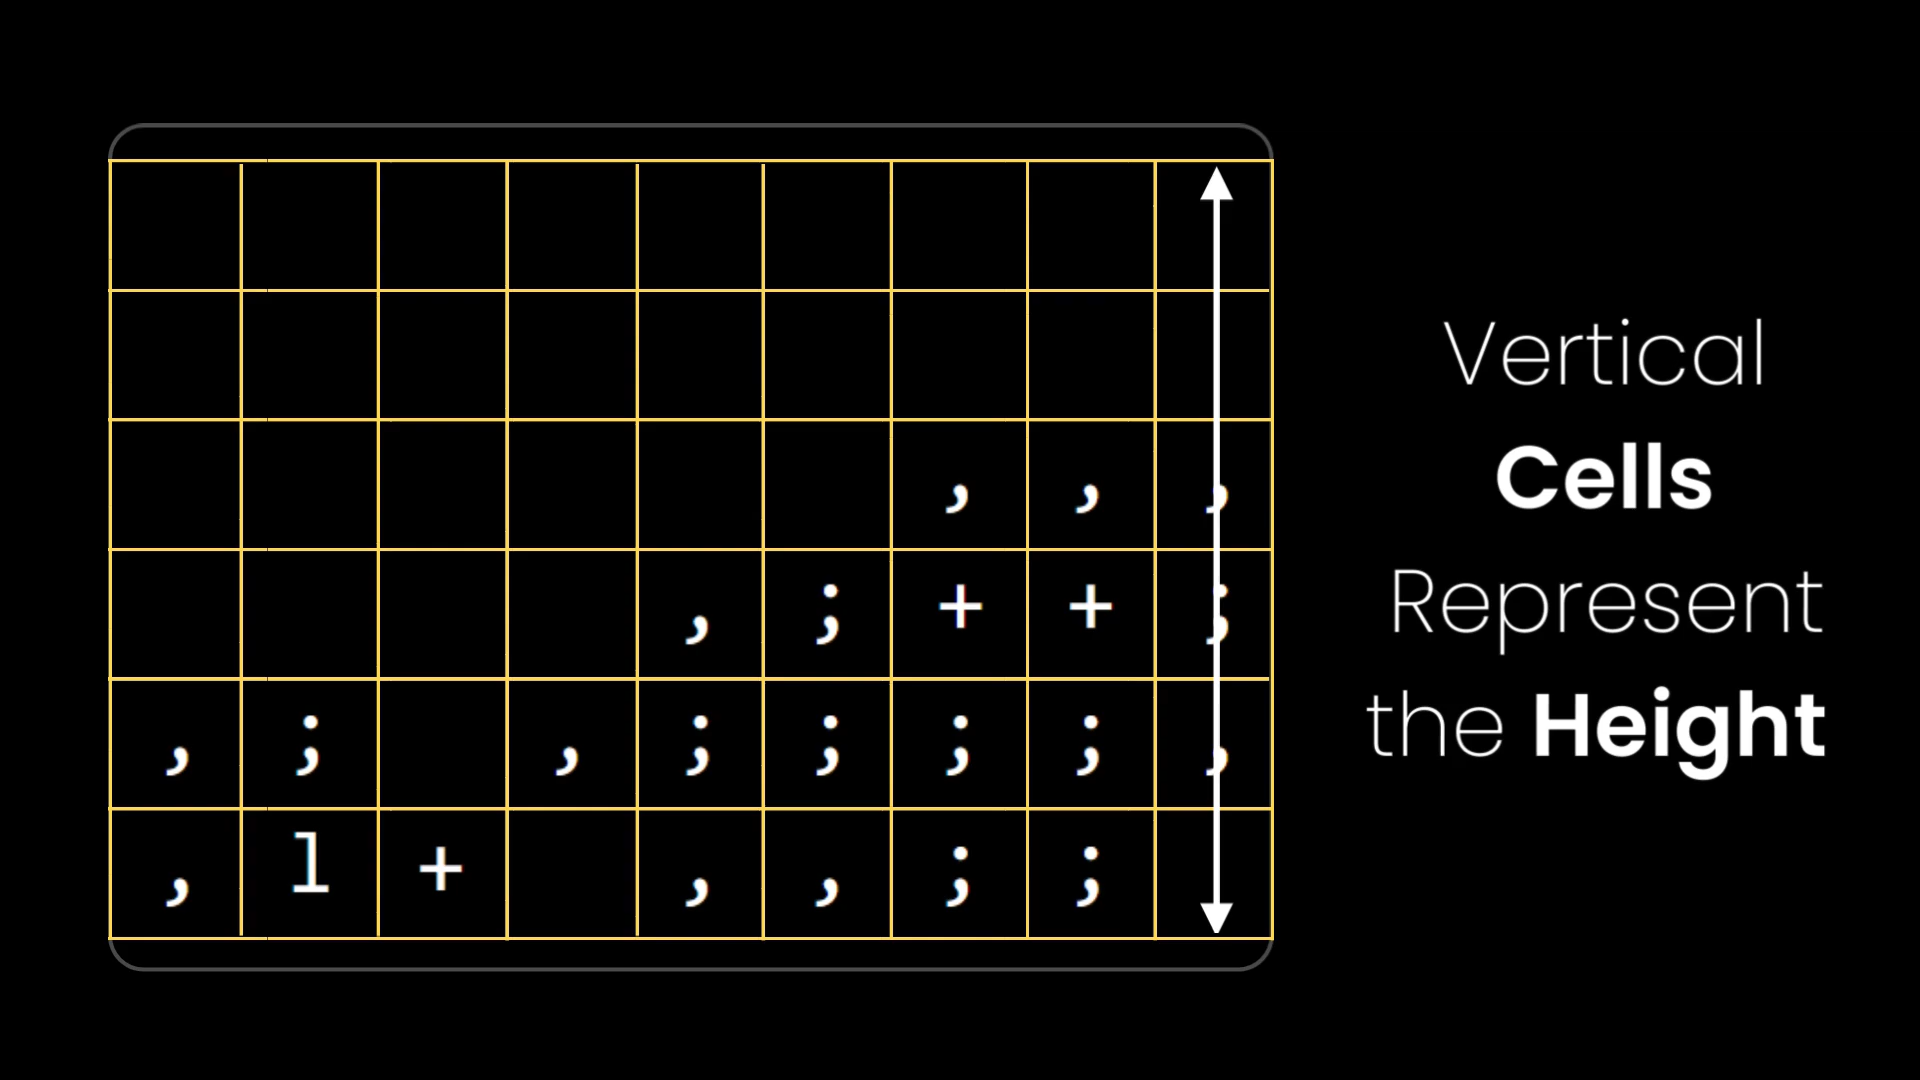 , , ,
, ; + + ;
, ; , ; ; ; ; ,
, l + , , ; ;
Vertical
Cells
Represent
the Height